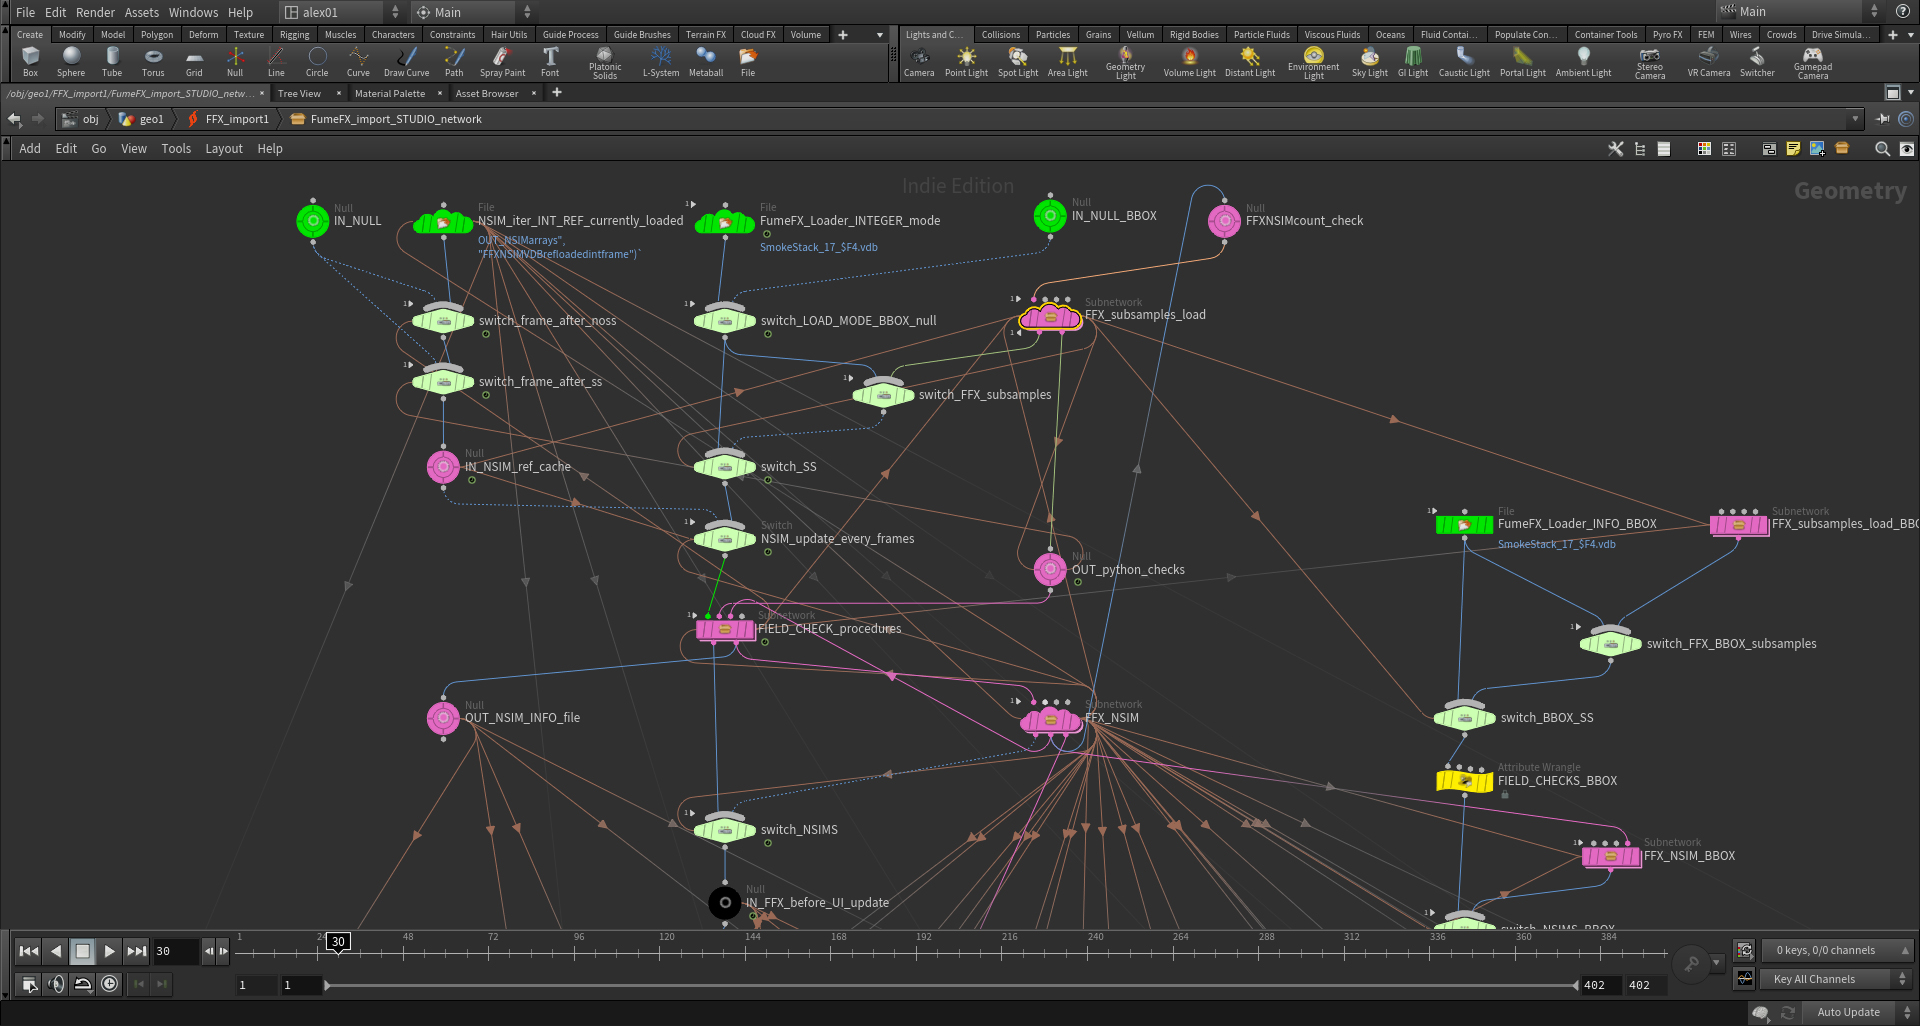 File Edit Render Assets Windows Help alex01 Main Main
Create Modify Model Polygon Deform Texture Rigging Muscles Characters Constraints Hair Utils Guide Process Guide Brushes Terrain FX Cloud FX Volume
Lights and C... Collisions Particles Grains Vellum Rigid Bodies Particle Fluids Viscous Fluids Oceans Fluid Contai... Populate Con... Container Tools Pyro FX FEM Wires Crowds Drive Simula...
Box Sphere Tube Torus Grid Null Line Circle Curve Draw Curve Path Spray Paint Font Platonic Solids L-System Metaball File
Camera Point Light Spot Light Area Light Geometry Light Volume Light Distant Light Environment Light Sky Light GI Light Caustic Light Portal Light Ambient Light Stereo Camera VR Camera Switcher Gamepad Camera
/obj/geo1/FFX_import1/FumeFX_import_STUDIO_netw... Tree View Material Palette Asset Browser
obj geo1 FFX_import1 FumeFX_import_STUDIO_network
Add Edit Go View Tools Layout Help
Indie Edition
Geometry
Null
IN_NULL
File
NSIM_iter_INT_REF_currently_loaded
OUT_NSIMarrays",
"FFXNSIMVDBrefloadedintframe")`
File
FumeFX_Loader_INTEGER_mode
SmokeStack_17_$F4.vdb
Null
IN_NULL_BBOX
Null
FFXNSIMcount_check
switch_frame_after_noss
switch_LOAD_MODE_BBOX_null
Subnetwork
FFX_subsamples_load
switch_frame_after_ss
switch_FFX_subsamples
Null
IN_NSIM_ref_cache
switch_SS
Switch
NSIM_update_every_frames
File
FumeFX_Loader_INFO_BBOX
SmokeStack_17_$F4.vdb
Subnetwork
FFX_subsamples_load_BBO
Null
OUT_python_checks
Subnetwork
FIELD_CHECK_procedures
switch_FFX_BBOX_subsamples
Null
OUT_NSIM_INFO_file
Subnetwork
FFX_NSIM
switch_BBOX_SS
Attribute Wrangle
FIELD_CHECKS_BBOX
switch_NSIMS
Subnetwork
FFX_NSIM_BBOX
Null
IN_FFX_before_UI_update
switch_NSIMS_BBOX
30 1 30 48 72 96 120 144 168 192 216 240 264 288 312 336 360 384 0 keys, 0/0 channels
1 1 402 402 Key All Channels
Auto Update